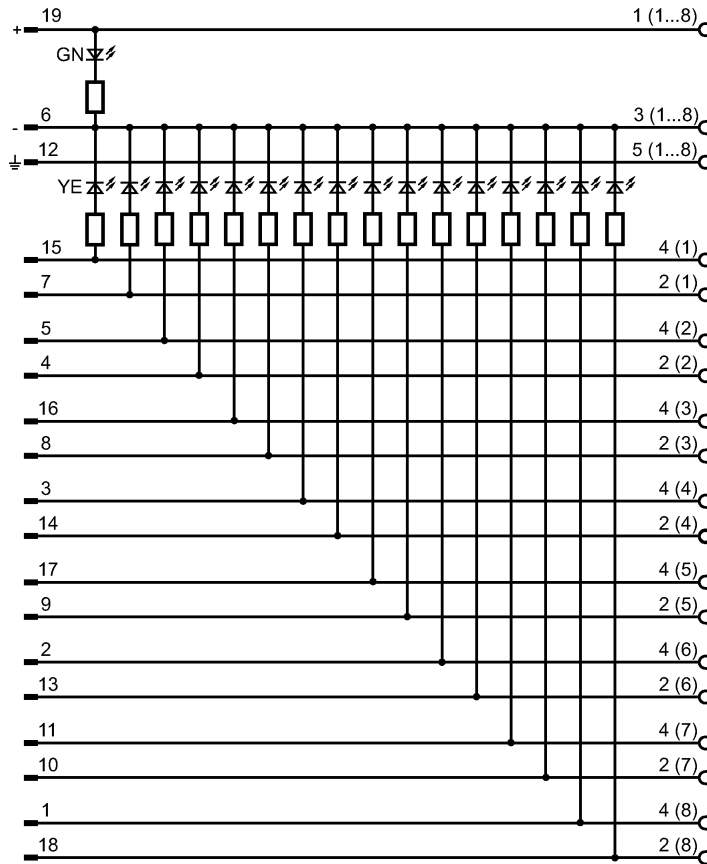 19 1 (1...8)
+
GN
6 3 (1...8)
-
12 5 (1...8)
YE
15 4 (1)
7 2 (1)
5 4 (2)
4 2 (2)
16 4 (3)
8 2 (3)
3 4 (4)
14 2 (4)
17 4 (5)
9 2 (5)
2 4 (6)
13 2 (6)
11 4 (7)
10 2 (7)
1 4 (8)
18 2 (8)